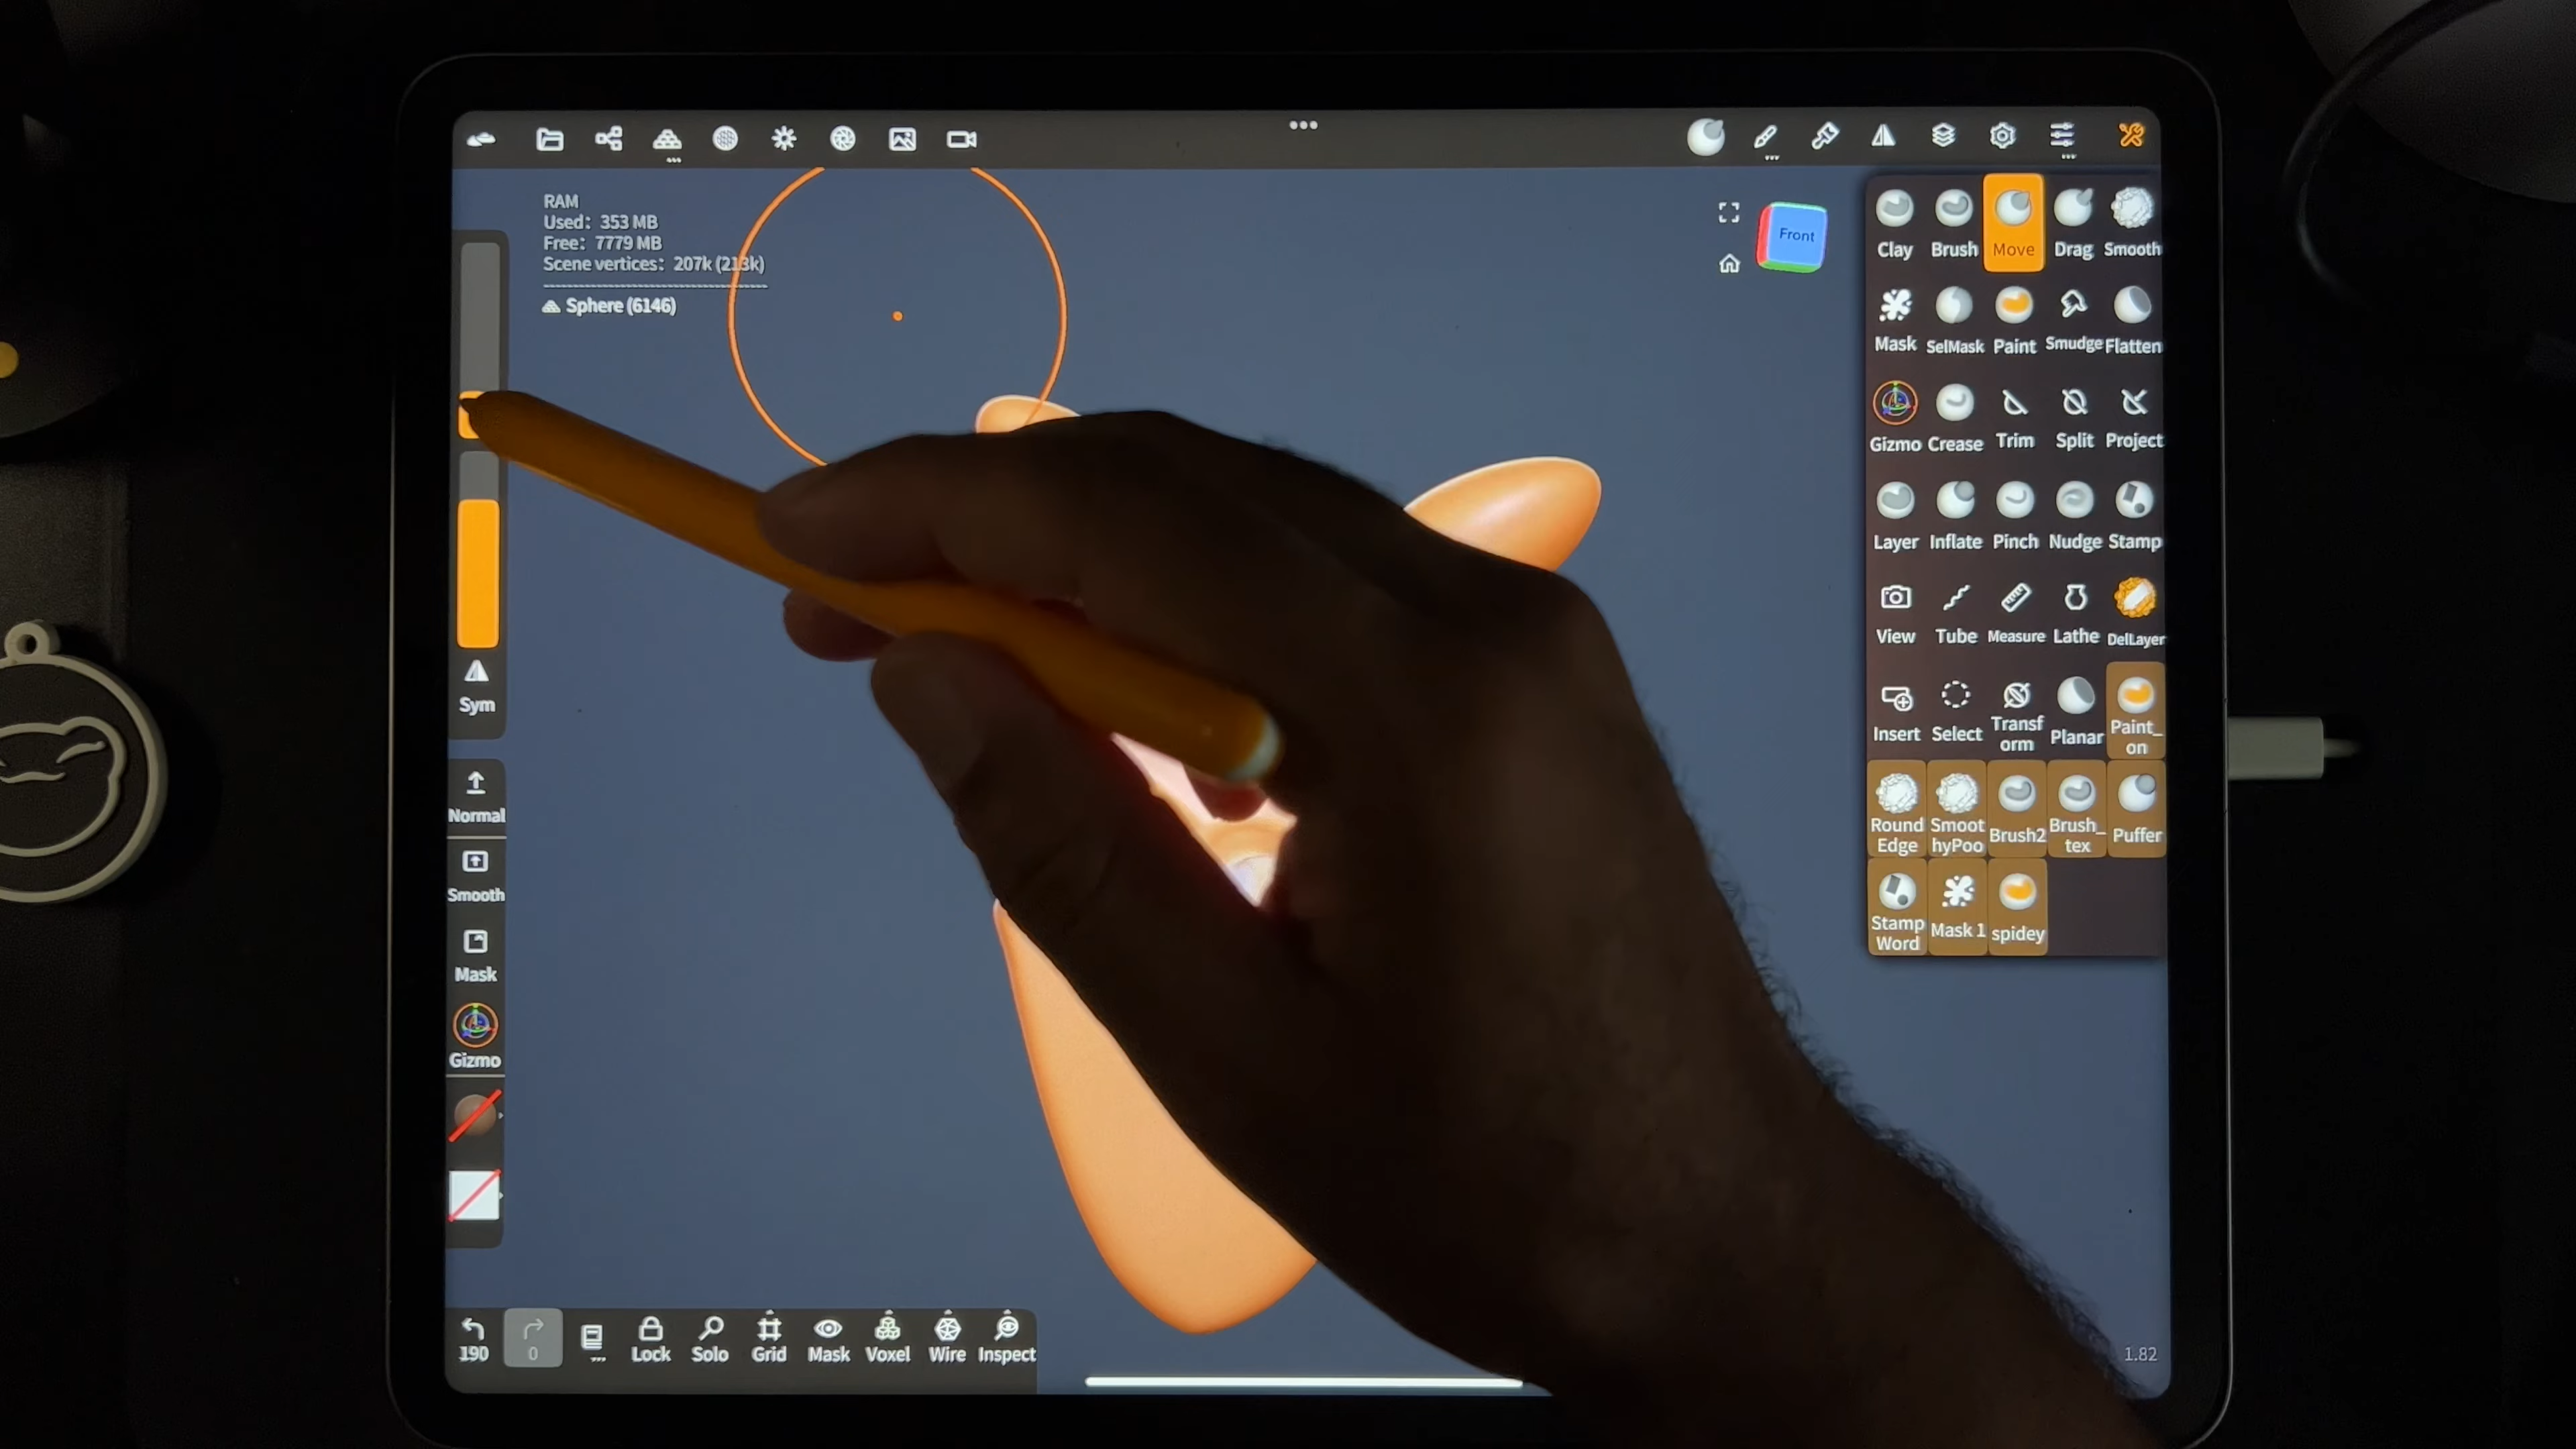 RAM
Used: 353 MB
Free: 7779 MB
Scene vertices: 207k (213k)
Sphere (6146)
Front
Clay Brush Move Drag Smooth
Mask SelMask Paint Smudge Flatten
Gizmo Crease Trim Split Project
Layer Inflate Pinch Nudge Stamp
View Tube Measure Lathe DelLayer
Insert Select Transf
orm Planar Paint_
on
Round
Edge Smoot
hyPoo Brush2 Brush_
tex Puffer
Stamp
Word Mask 1 spidey
Sym
Normal
Smooth
Mask
Gizmo
190 0 Lock Solo Grid Mask Voxel Wire Inspect
1.82